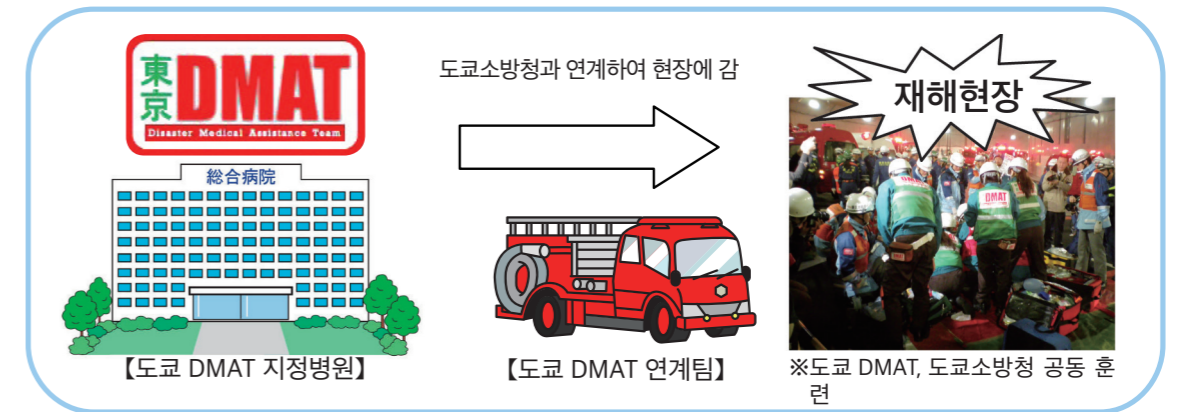 東京DMAT
Disaster Medical Assistance Team
総合病院
【도쿄 DMAT 지정병원】
도쿄소방청과 연계하여 현장에 감
【도쿄 DMAT 연계팀】
재해현장
DMAT
DMAT
※도쿄 DMAT, 도쿄소방청 공동 훈
련